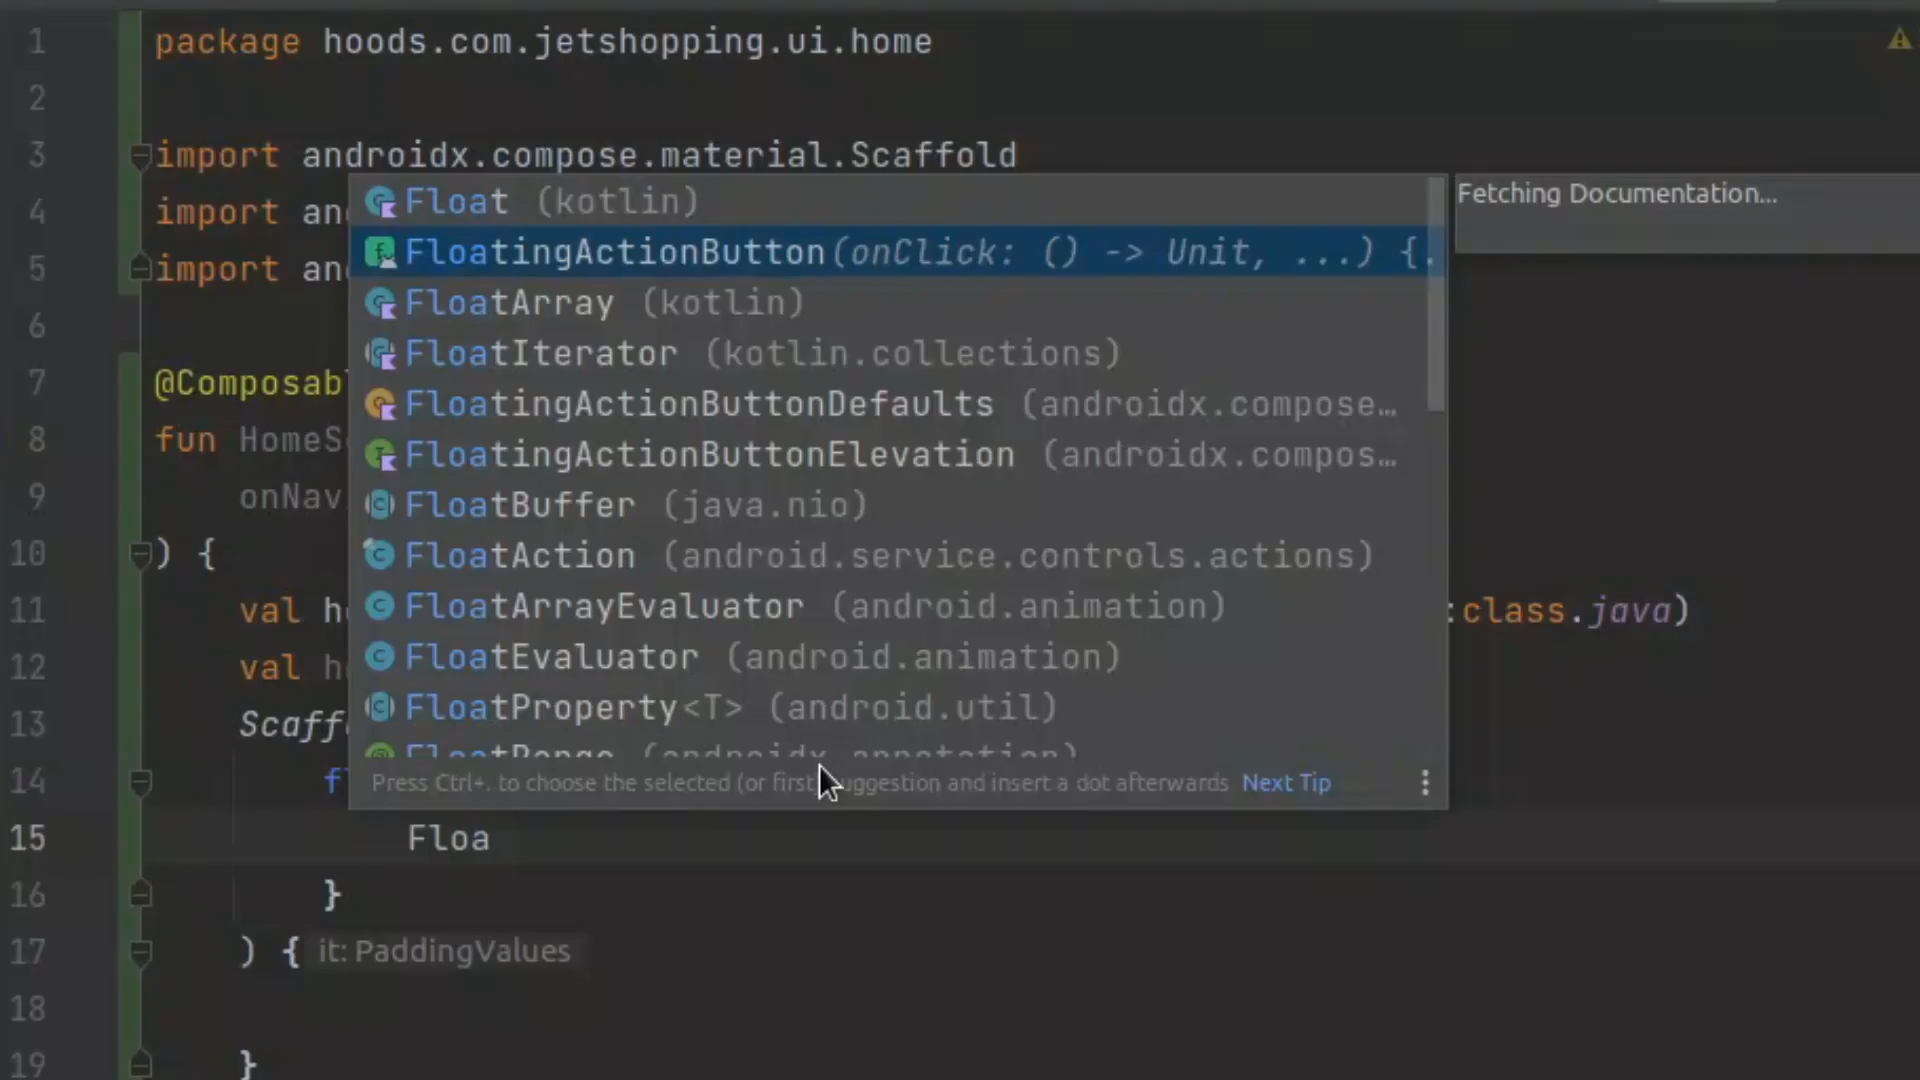 1 package hoods.com.jetshopping.ui.home
2
3 import androidx.compose.material.Scaffold
Float (kotlin)
Fetching Documentation...
4 import an
FloatingActionButton(onClick: () -> Unit, ...) {.
5 import an
FloatArray (kotlin)
6
FloatIterator (kotlin.collections)
7 @Composab
FloatingActionButtonDefaults (androidx.compose…
8 fun HomeS
FloatingActionButtonElevation (androidx.compos…
9 onNav
FloatBuffer (java.nio)
10 ) {
FloatAction (android.service.controls.actions)
11 val h
FloatArrayEvaluator (android.animation)
:class.java)
12 val h
FloatEvaluator (android.animation)
13 Scaff
FloatProperty<T> (android.util)
FloatRange (androidx.annotation)
14 f
Press Ctrl+. to choose the selected (or first) suggestion and insert a dot afterwards Next Tip
15 Floa
16 }
17 ) { it: PaddingValues
18
19 }